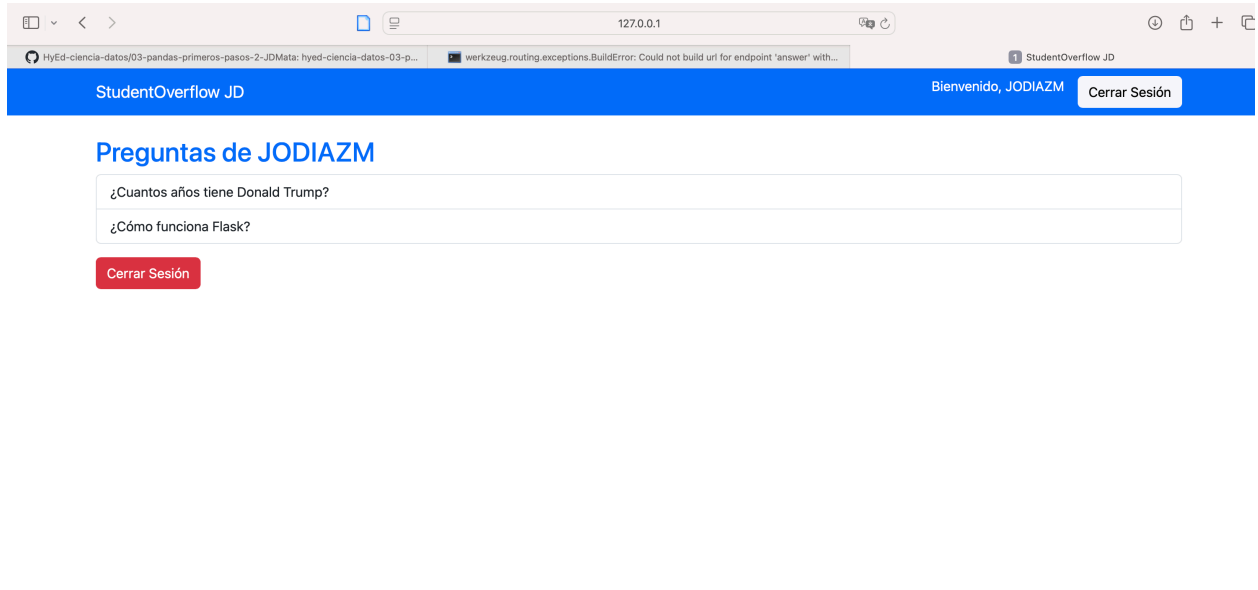 127.0.0.1
HyEd-ciencia-datos/03-pandas-primeros-pasos-2-JDMata: hyed-ciencia-datos-03-p...
werkzeug.routing.exceptions.BuildError: Could not build url for endpoint 'answer' with...
1 StudentOverflow JD
StudentOverflow JD
Bienvenido, JODIAZM
Cerrar Sesión
Preguntas de JODIAZM
¿Cuantos años tiene Donald Trump?
¿Cómo funciona Flask?
Cerrar Sesión